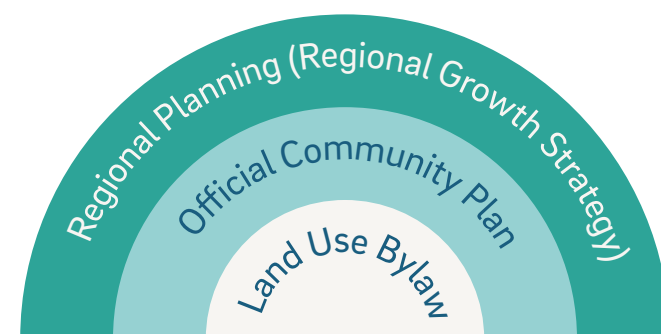 Regional Planning (Regional Growth Strategy)
Official Community Plan
Land Use Bylaw